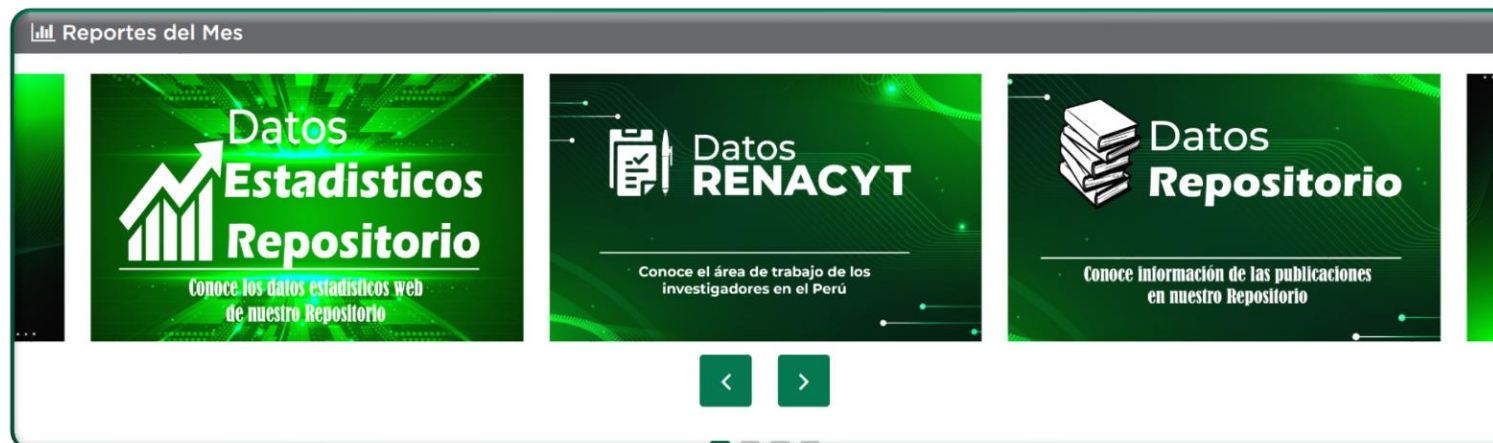 Reportes del Mes
Datos
Estadisticos
Repositorio
Conoce los datos estadisticos web
de nuestro Repositorio
Datos
RENACYT
Conoce el área de trabajo de los
investigadores en el Perú
Datos
Repositorio
Conoce información de las publicaciones
en nuestro Repositorio